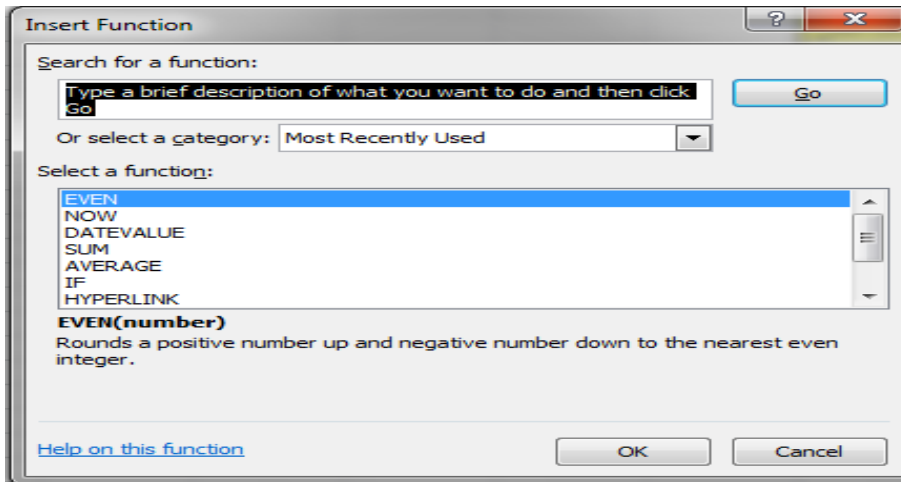 Insert Function
?
Search for a function:
Type a brief description of what you want to do and then click
Go
Go
Or select a category: Most Recently Used
Select a function:
EVEN
NOW
DATEVALUE
SUM
AVERAGE
IF
HYPERLINK
EVEN(number)
Rounds a positive number up and negative number down to the nearest even
integer.
Help on this function
OK
Cancel